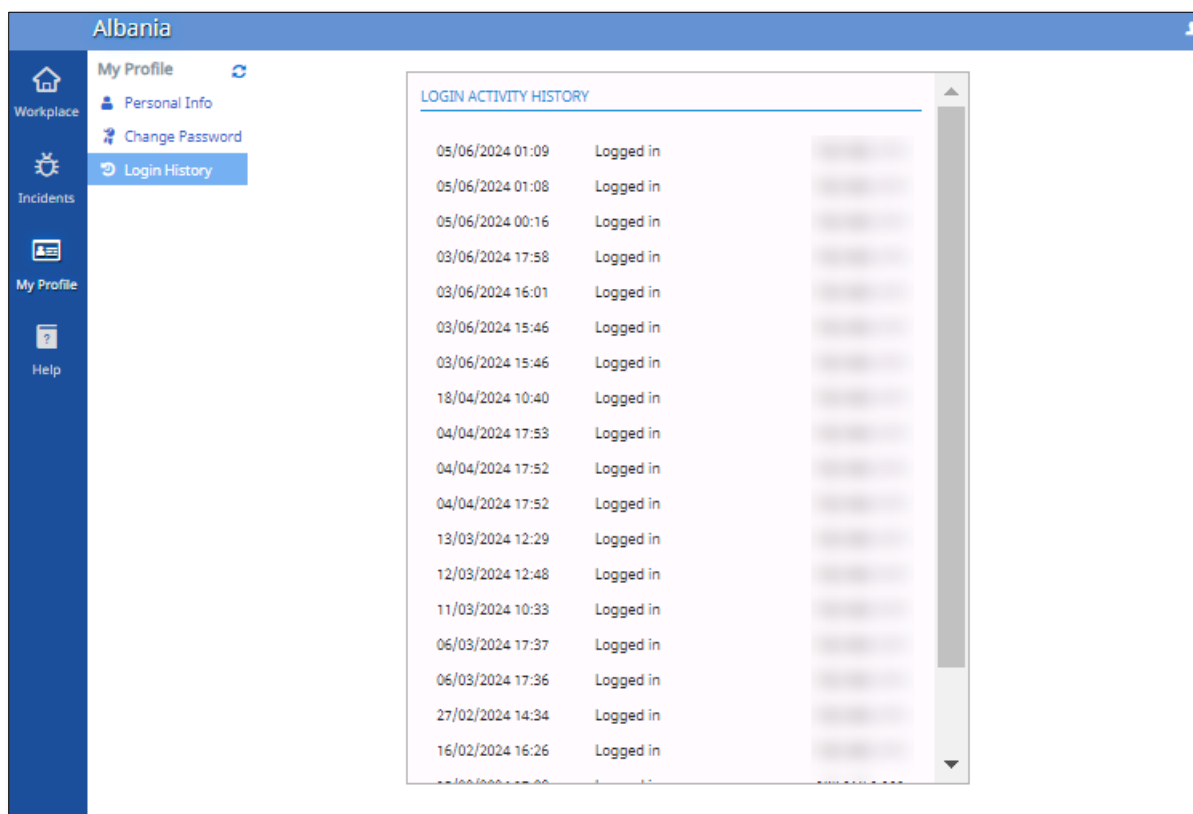 Albania
Workplace
Incidents
My Profile
Help
My Profile
Personal Info
Change Password
Login History
LOGIN ACTIVITY HISTORY
05/06/2024 01:09 Logged in
05/06/2024 01:08 Logged in
05/06/2024 00:16 Logged in
03/06/2024 17:58 Logged in
03/06/2024 16:01 Logged in
03/06/2024 15:46 Logged in
03/06/2024 15:46 Logged in
18/04/2024 10:40 Logged in
04/04/2024 17:53 Logged in
04/04/2024 17:52 Logged in
04/04/2024 17:52 Logged in
13/03/2024 12:29 Logged in
12/03/2024 12:48 Logged in
11/03/2024 10:33 Logged in
06/03/2024 17:37 Logged in
06/03/2024 17:36 Logged in
27/02/2024 14:34 Logged in
16/02/2024 16:26 Logged in